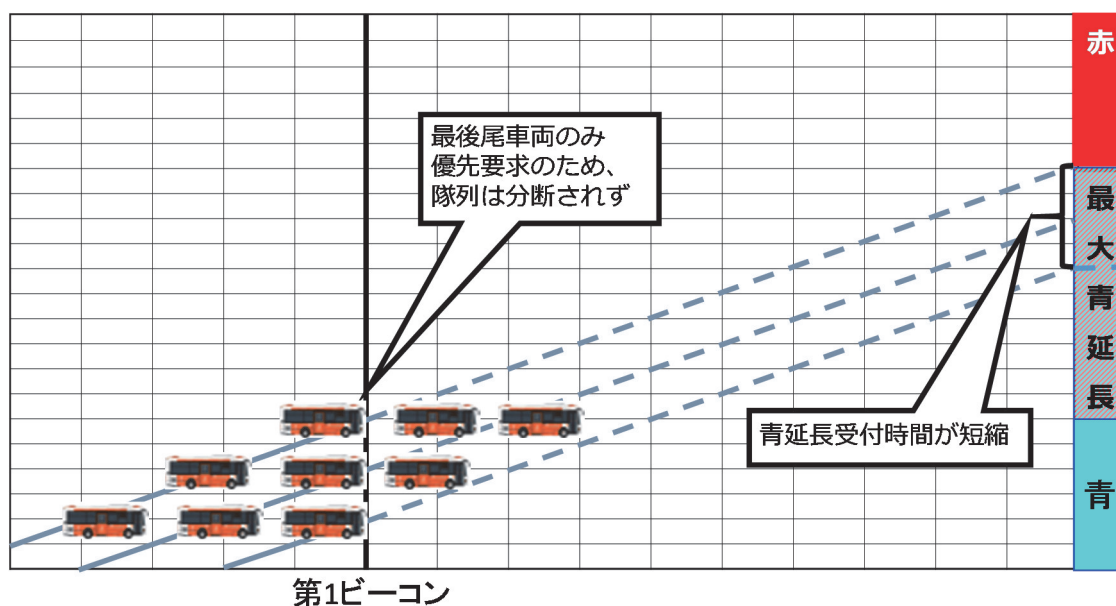 赤
最後尾車両のみ
優先要求のため、
隊列は分断されず
最大青延長
青延長受付時間が短縮
青
第1ビーコン